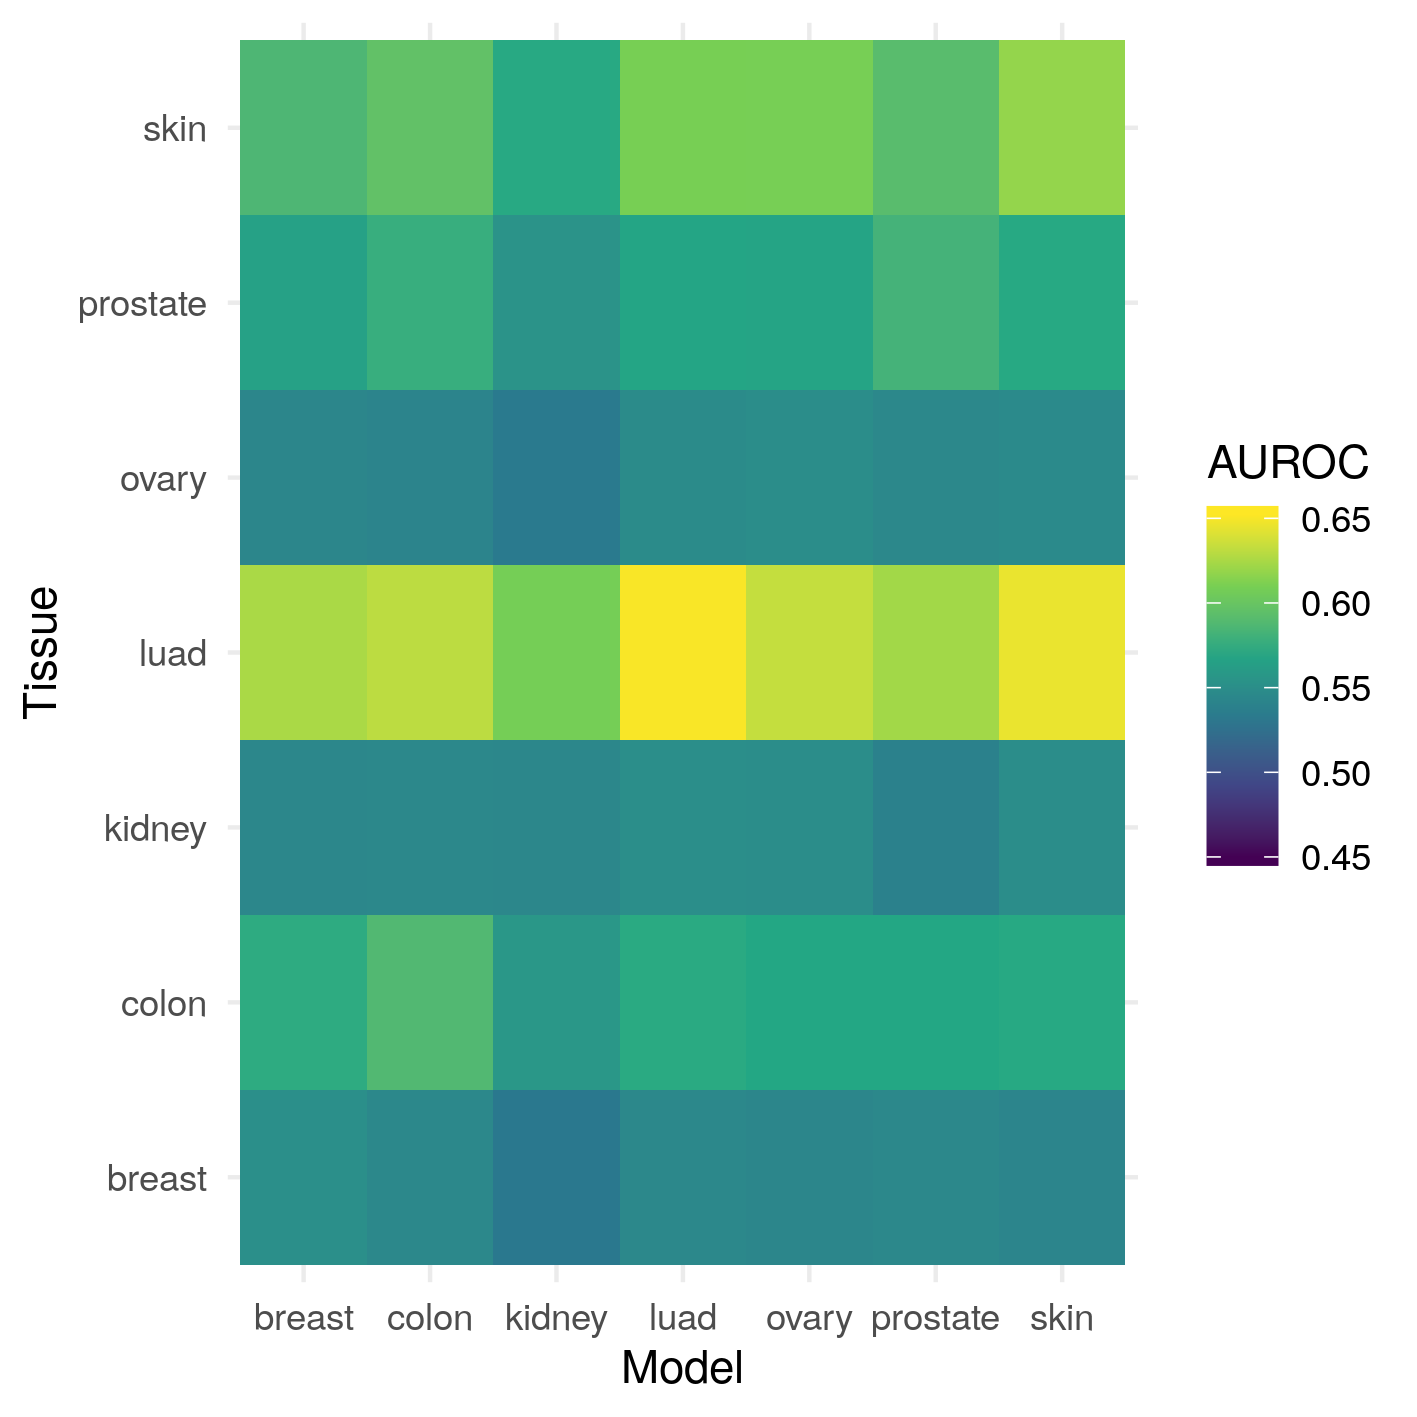 skin
prostate
ovary
luad
kidney
colon
breast
Tissue
breast colon kidney luad ovary prostate skin
Model
AUROC
0.65
0.60
0.55
0.50
0.45